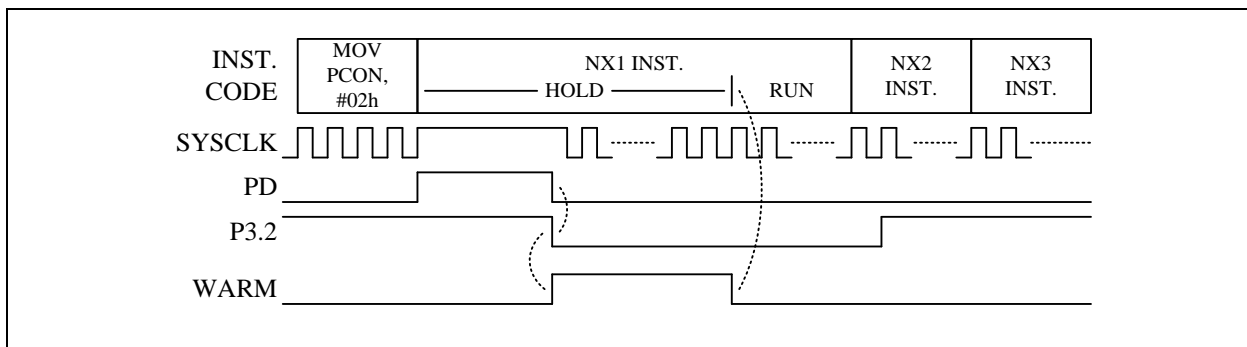 INST.
CODE
MOV
PCON,
#02h
NX1 INST.
HOLD
RUN
NX2
INST.
NX3
INST.
SYSCLK
PD
P3.2
WARM